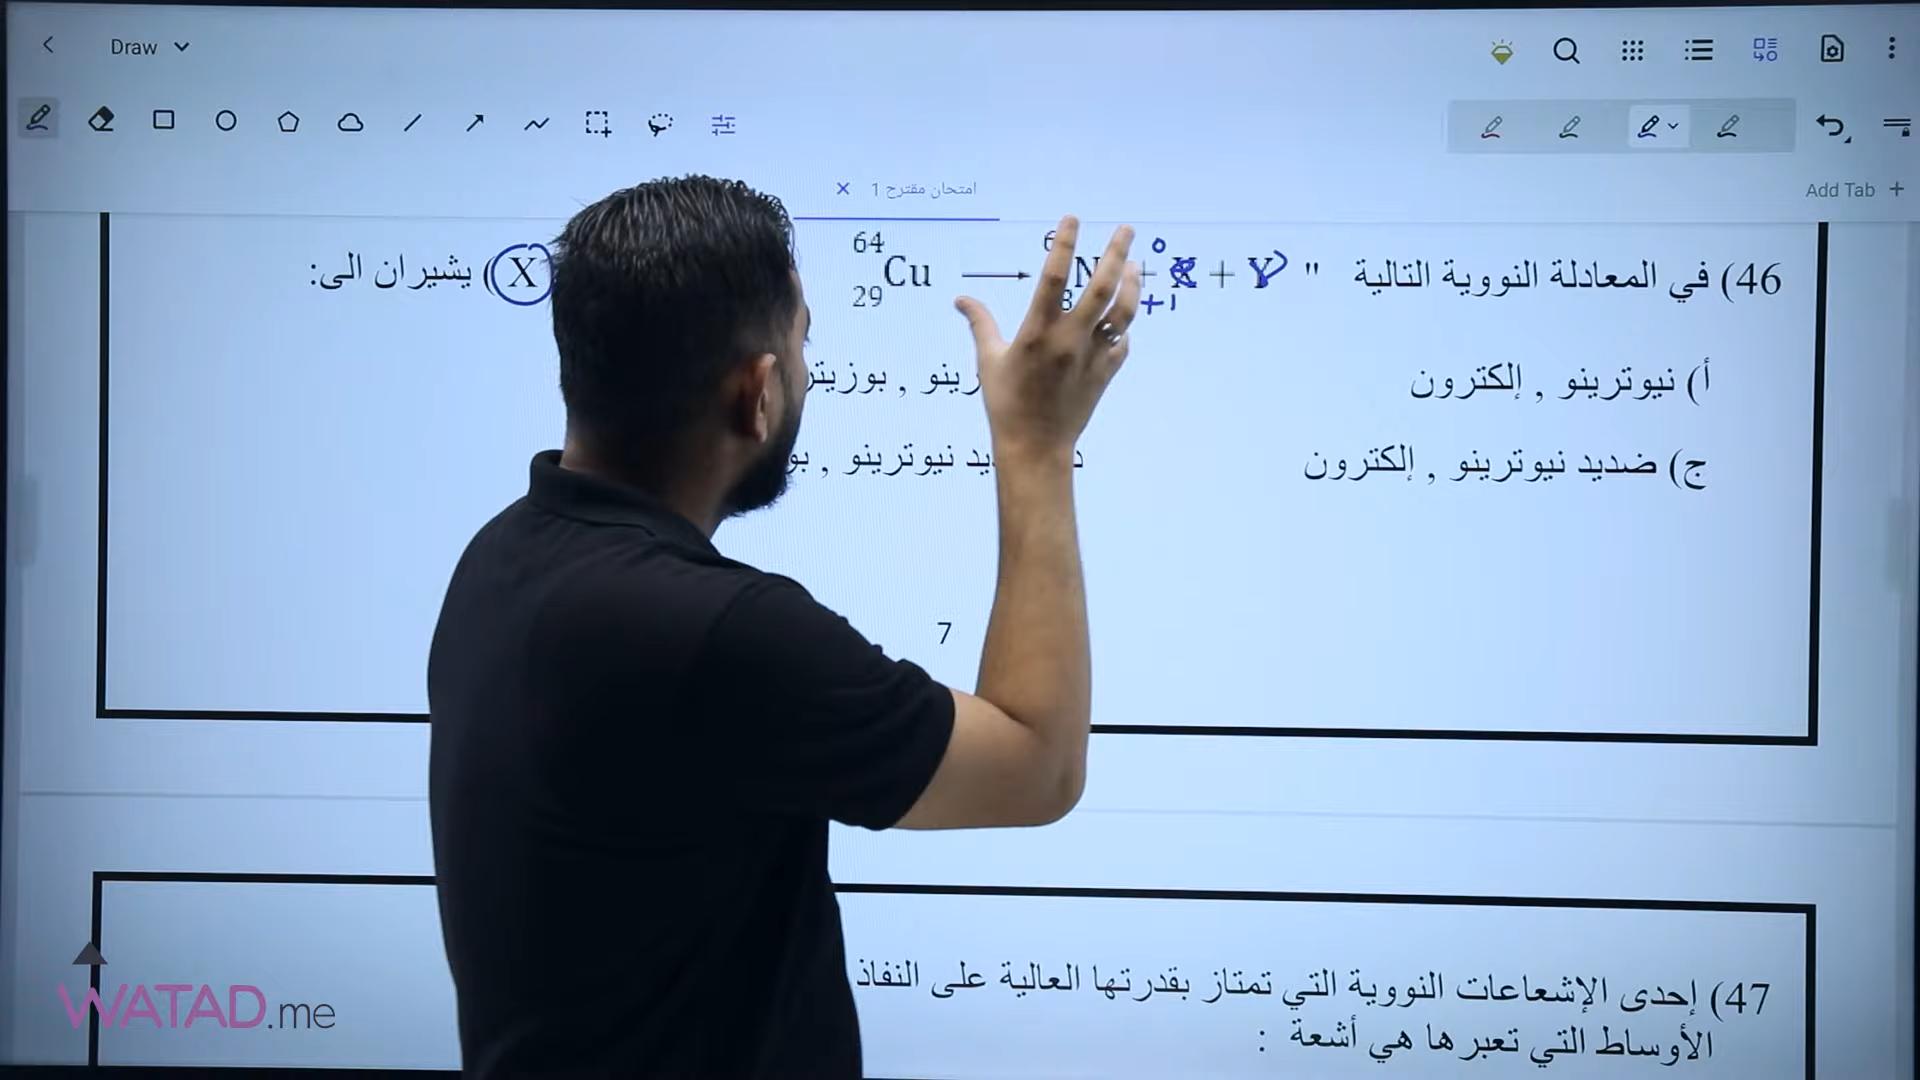 Draw
امتحان مقترح 1
Add Tab
46) في المعادلة النووية التالية " 64 29 Cu → N + X + Y
(X) يشيران الى:
أ) نيوترينو , إلكترون
ج) ضديد نيوترينو , إلكترون
نيوترينو , بو
7
47) إحدى الإشعاعات النووية التي تمتاز بقدرتها العالية على النفاذ
الأوساط التي تعبرها هي أشعة :
WATAD.me